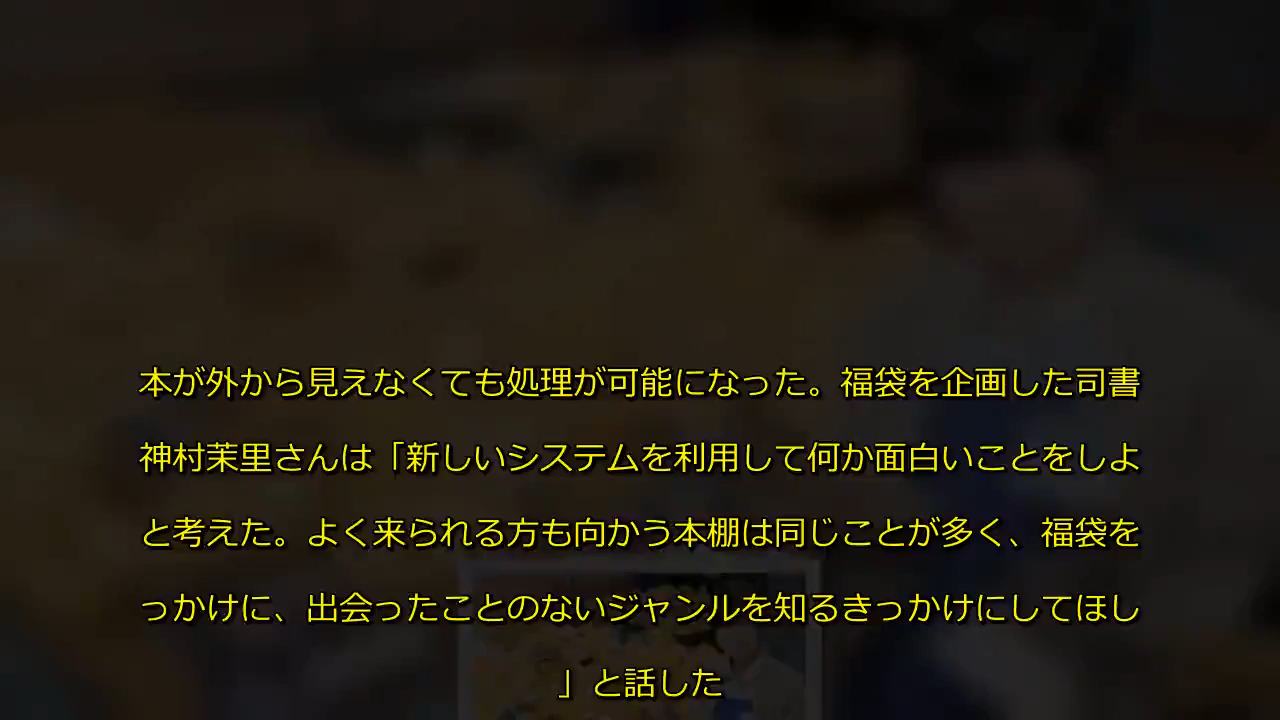 本が外から見えなくても処理が可能になった。福袋を企画した司書
神村茉里さんは「新しいシステムを利用して何か面白いことをしよ
と考えた。よく来られる方も向かう本棚は同じことが多く、福袋を
っかけに、出会ったことのないジャンルを知るきっかけにしてほし
」と話した